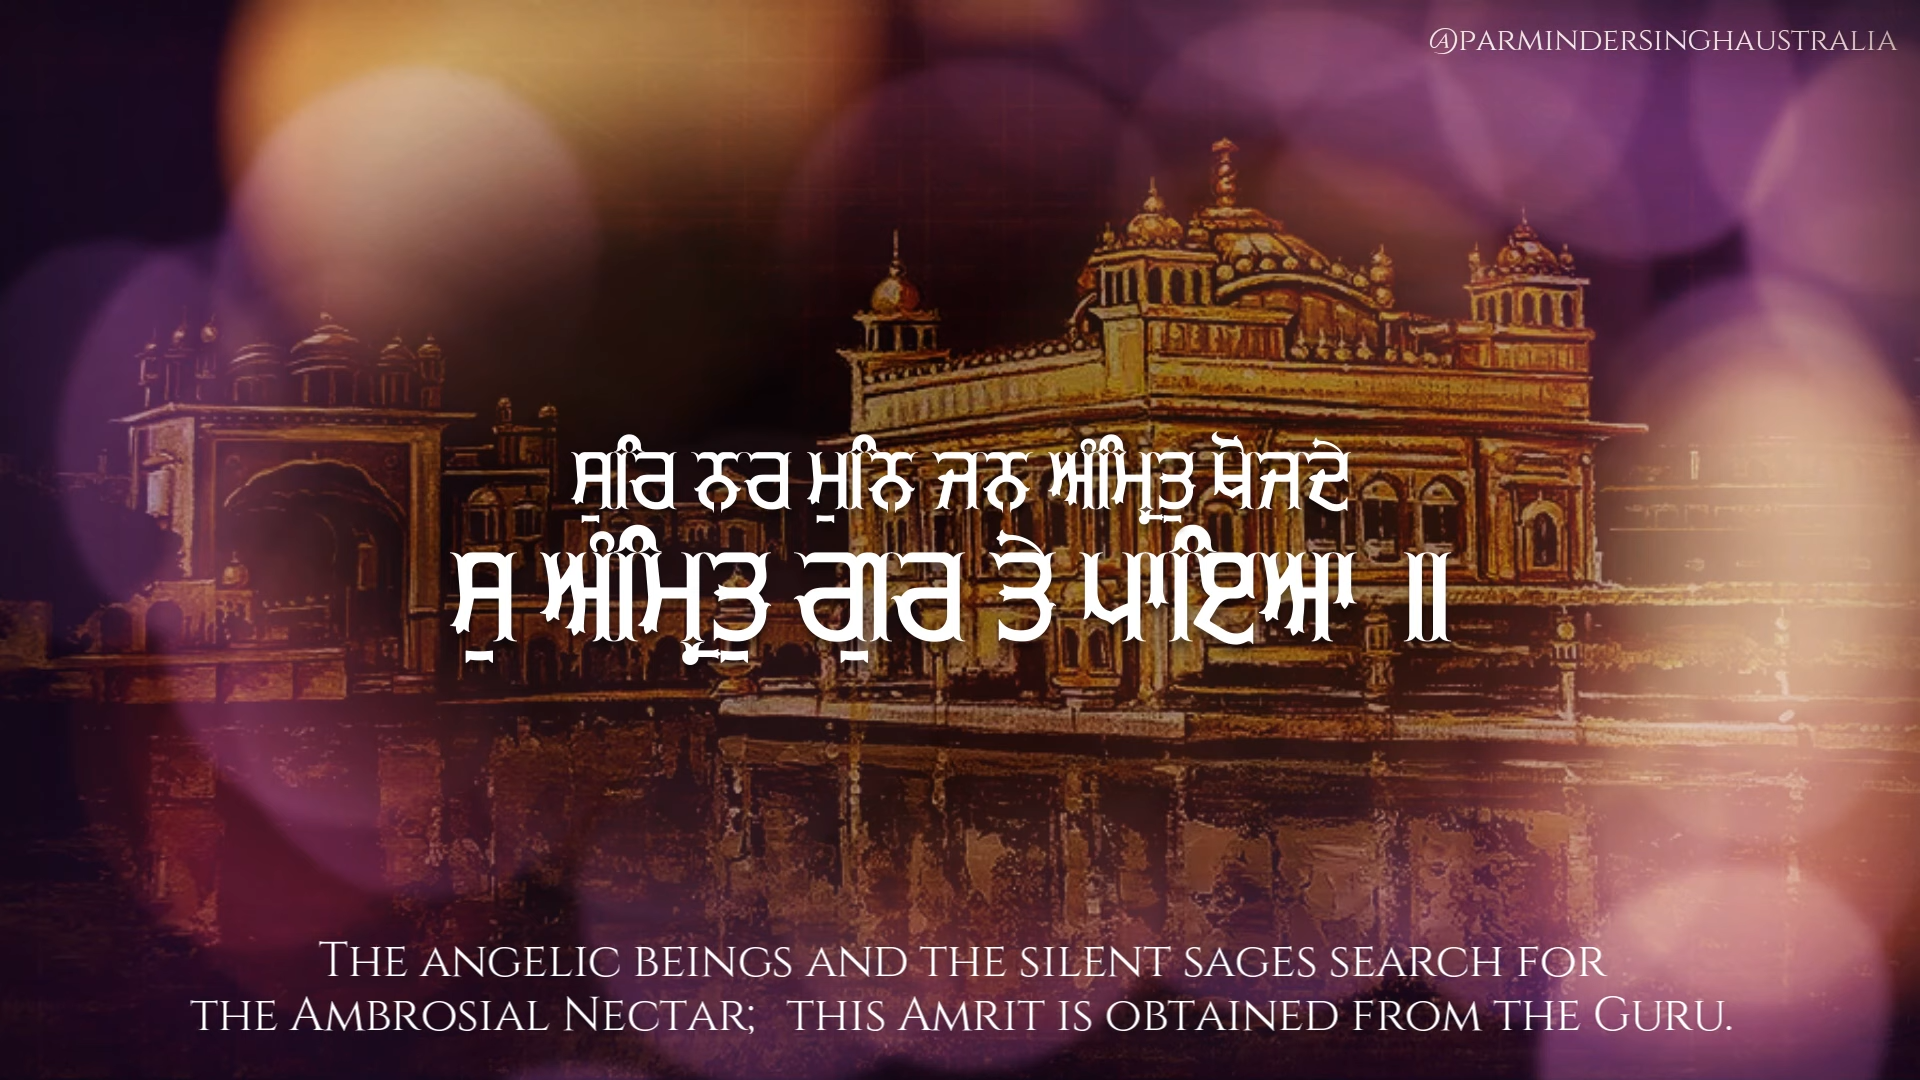 @PARMINDERSINGHAUSTRALIA
ਸੁਰਿ ਨਰ ਮੁਨਿ ਜਨ ਅੰਮ੍ਰਿਤੁ ਖੋਜਦੇ
ਸੁ ਅੰਮ੍ਰਿਤੁ ਗੁਰ ਤੇ ਪਾਇਆ ॥
The angelic beings and the silent sages search for
the Ambrosial Nectar; this Amrit is obtained from the Guru.